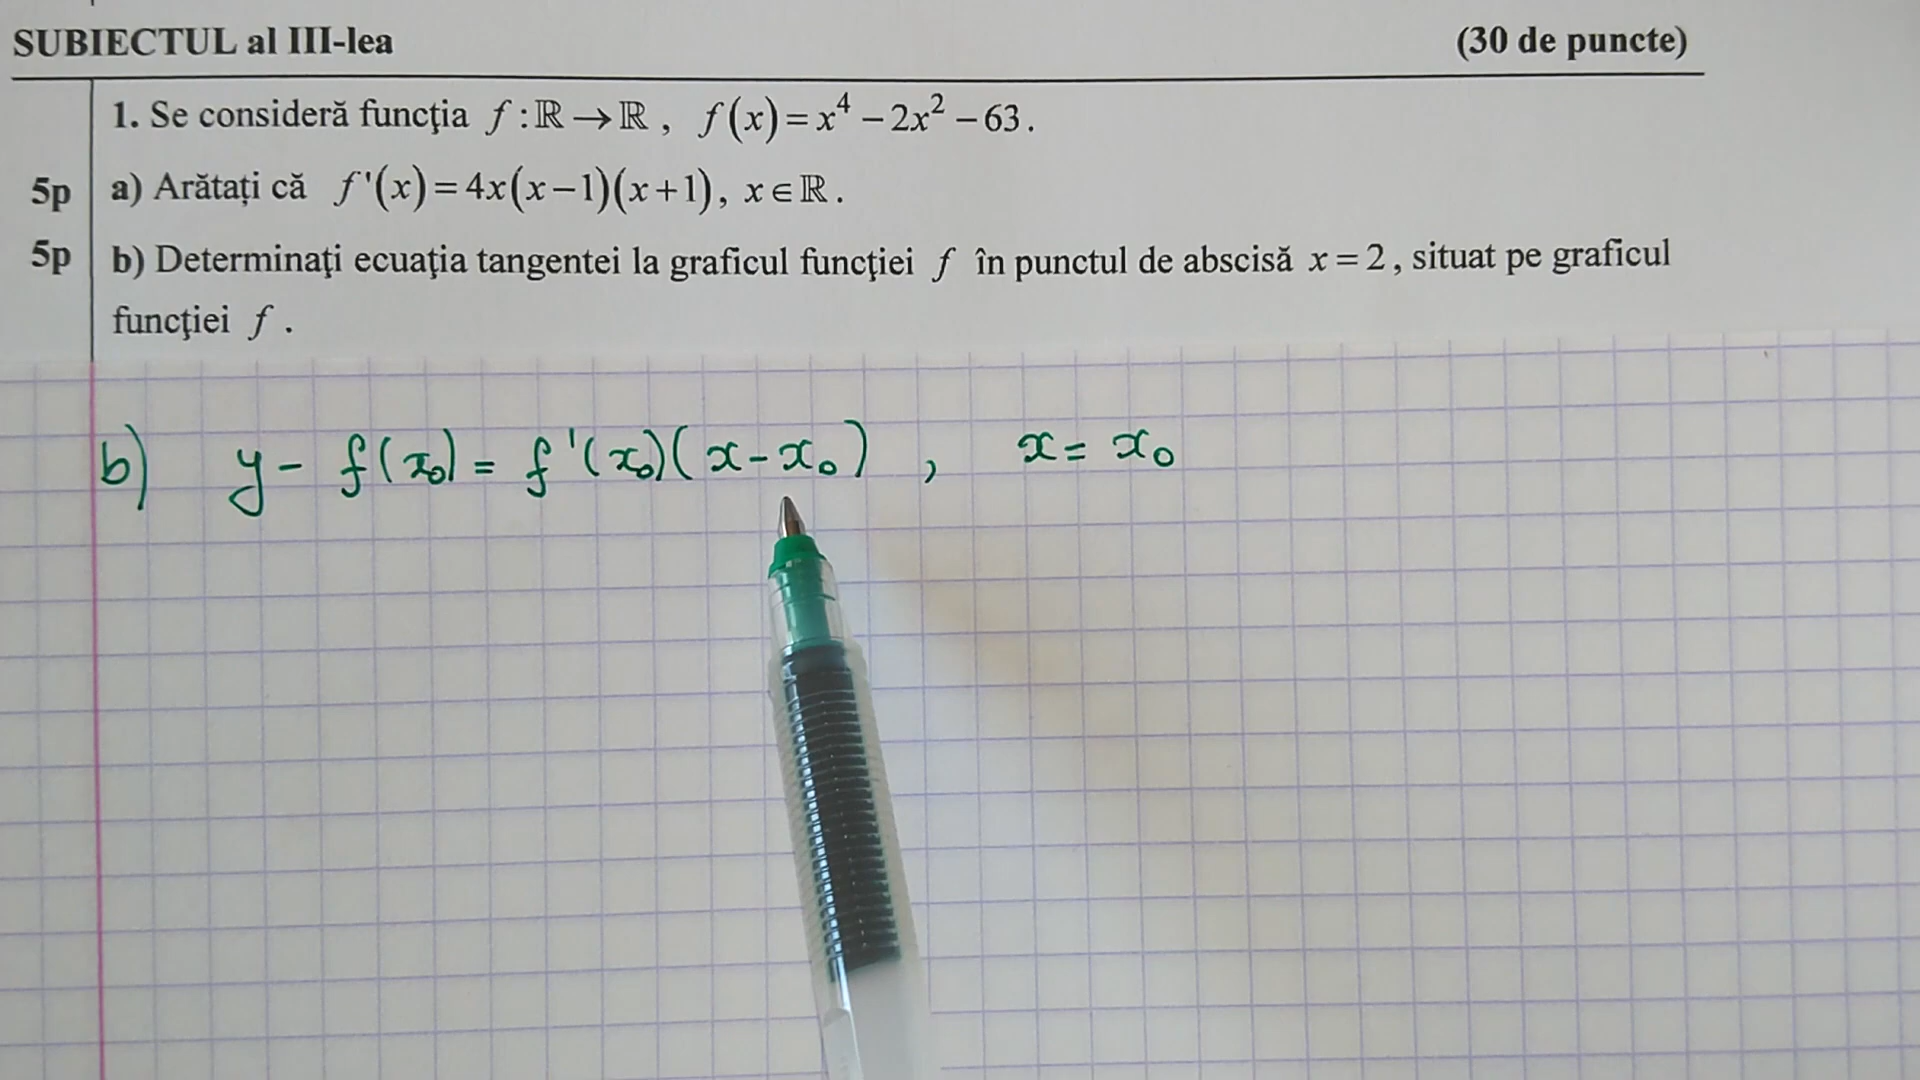 SUBIECTUL al III-lea (30 de puncte)
1. Se consideră funcţia f : ℝ → ℝ, f(x) = x⁴ − 2x² − 63.
5p a) Arătați că f'(x) = 4x(x−1)(x+1), x ∈ ℝ.
5p b) Determinaţi ecuaţia tangentei la graficul funcţiei f în punctul de abscisă x = 2, situat pe graficul
funcţiei f.
b) y − f(x₀) = f'(x₀)(x − x₀), x = x₀